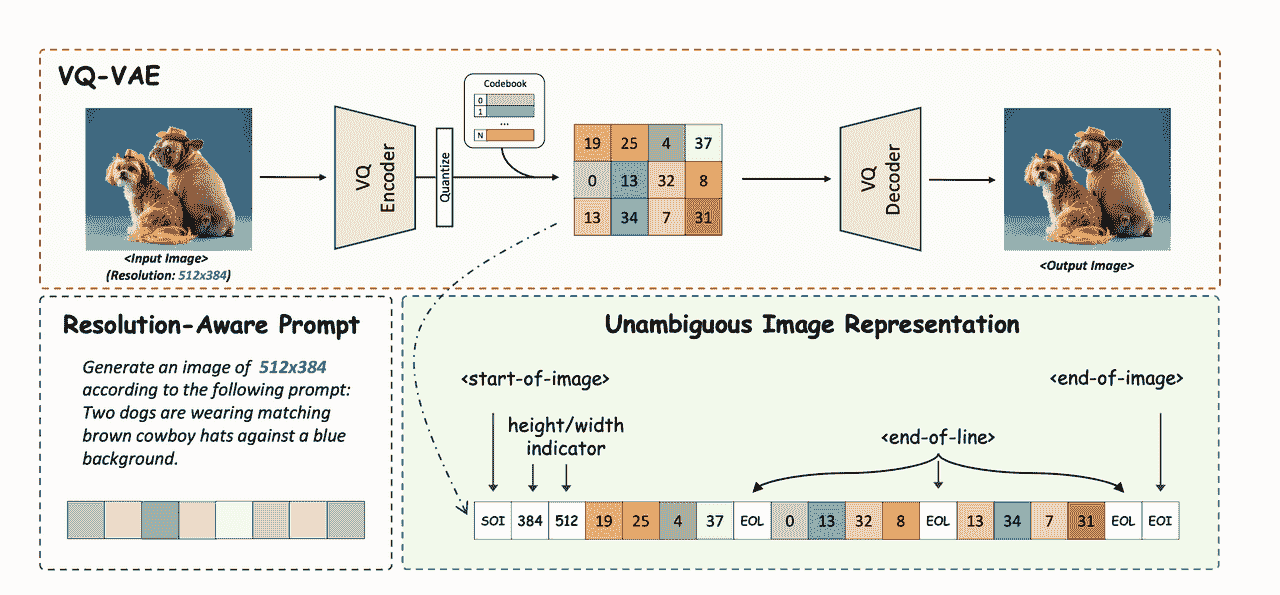 VQ-VAE
<Input Image>
(Resolution: 512x384)
VQ
Encoder
Quantize
Codebook
0
1
...
N
19 25 4 37
0 13 32 8
13 34 7 31
VQ
Decoder
<Output Image>
Resolution-Aware Prompt
Generate an image of 512x384
according to the following prompt:
Two dogs are wearing matching
brown cowboy hats against a blue
background.
Unambiguous Image Representation
<start-of-image>
height/width
indicator
<end-of-line>
<end-of-image>
SOI 384 512 19 25 4 37 EOL 0 13 32 8 EOL 13 34 7 31 EOL EOI